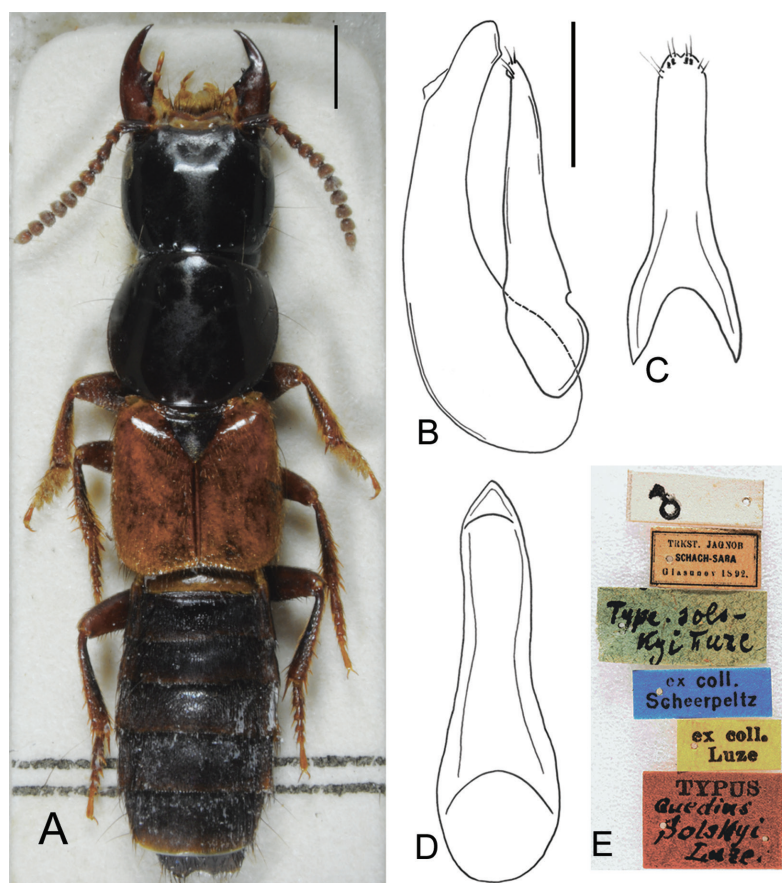 A
B
C
D
E
♂
TRKST. JAGNOB
SCHACH-SARA
Glasunov 1892.
Type. sols-
kyi Luze
ex coll.
Scheerpeltz
ex coll.
Luze
TYPUS
Quedius
Solskyi
Luze.